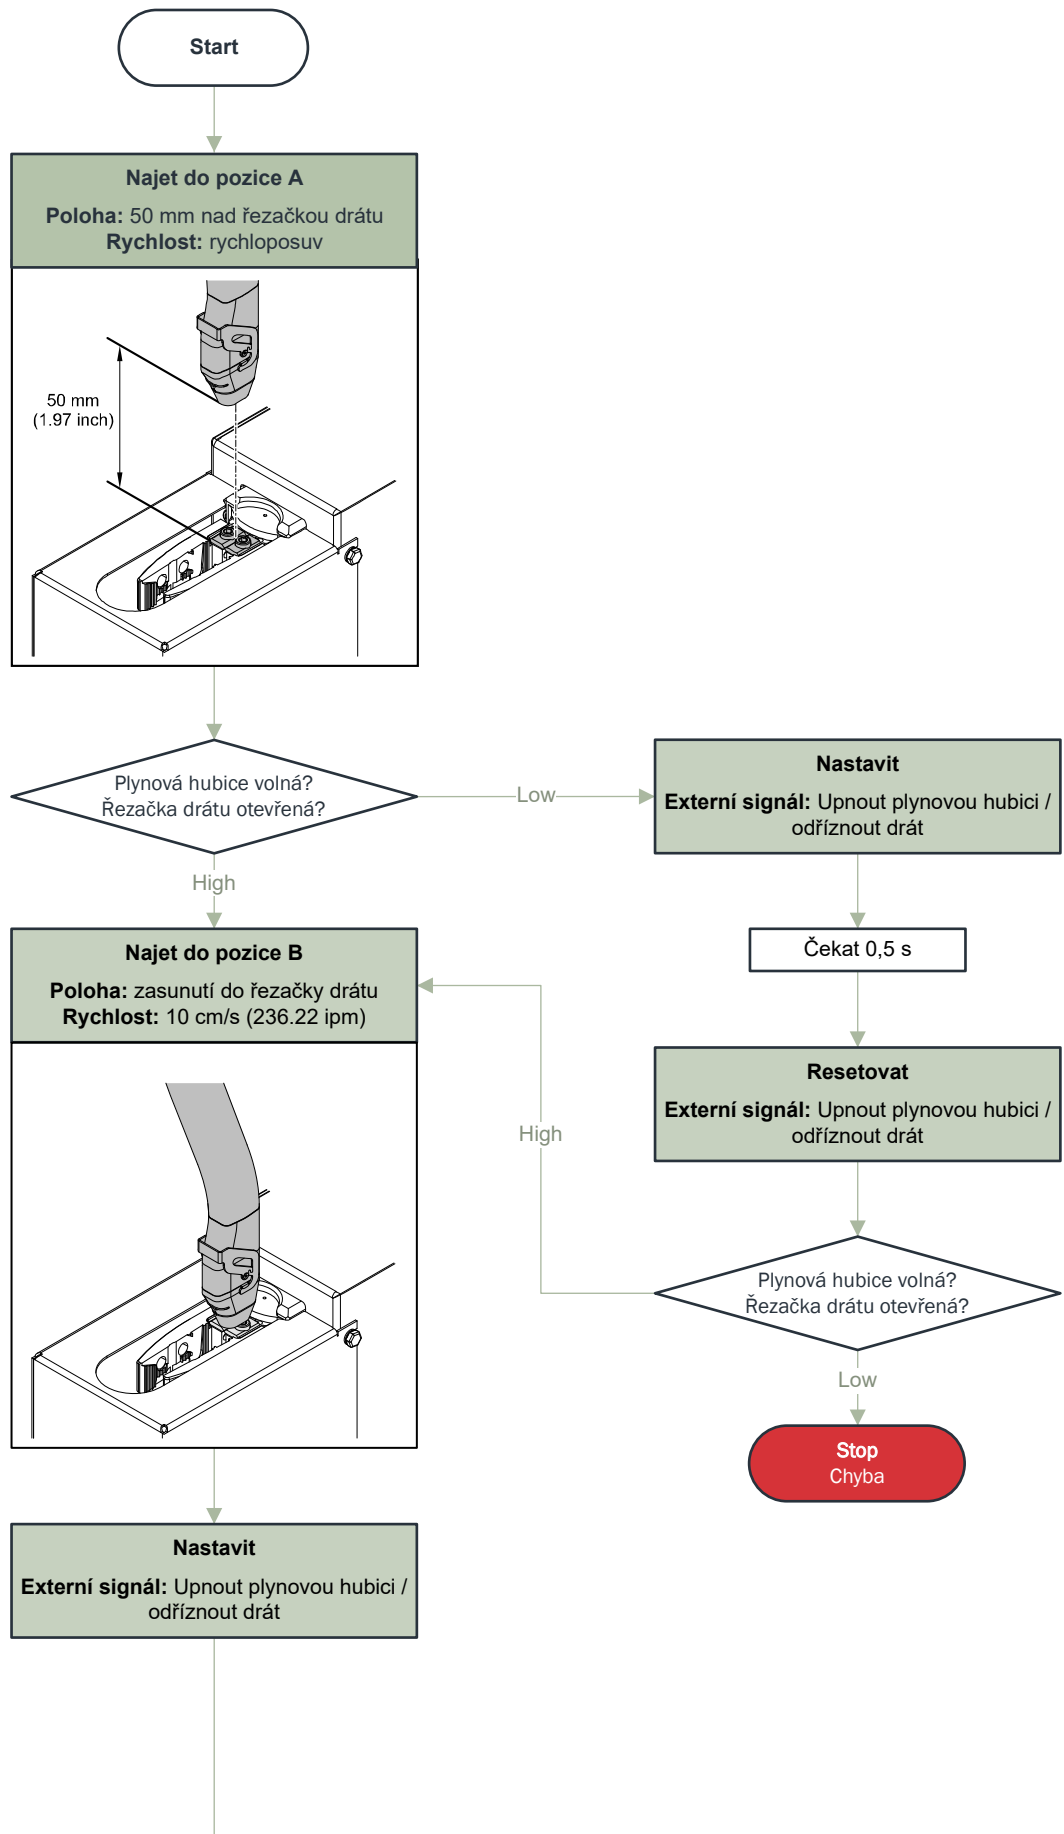 Start
Najet do pozice A
Poloha: 50 mm nad řezačkou drátu
Rychlost: rychloposuv
50 mm
(1.97 inch)
Plynová hubice volná?
Řezačka drátu otevřená?
Low
Nastavit
Externí signál: Upnout plynovou hubici /
odříznout drát
High
Čekat 0,5 s
Najet do pozice B
Poloha: zasunutí do řezačky drátu
Rychlost: 10 cm/s (236.22 ipm)
Resetovat
Externí signál: Upnout plynovou hubici /
odříznout drát
High
Plynová hubice volná?
Řezačka drátu otevřená?
Low
Stop
Chyba
Nastavit
Externí signál: Upnout plynovou hubici /
odříznout drát